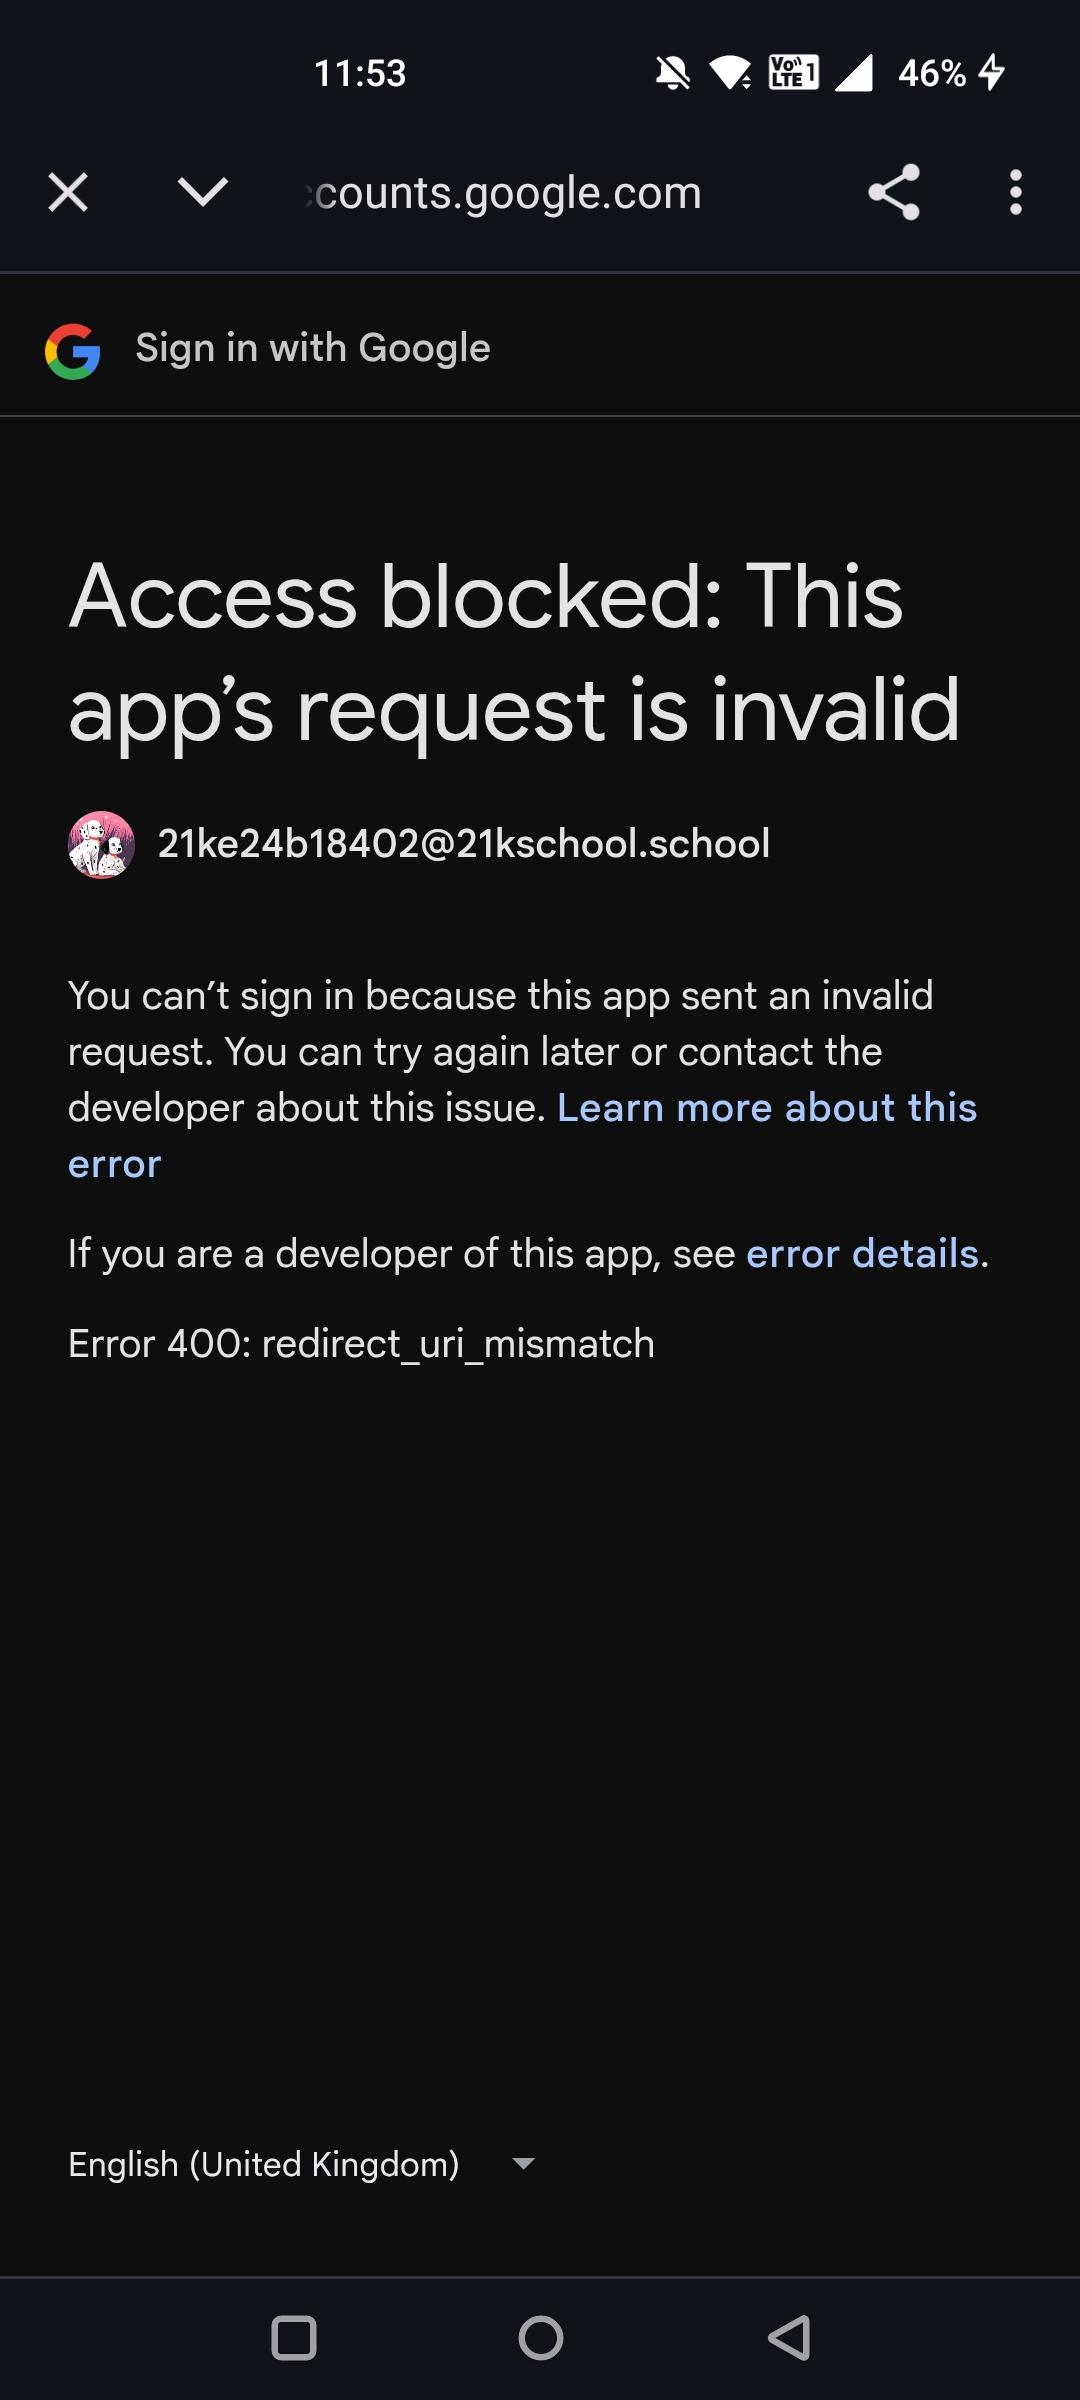 11:53
Vo)) LTE 1
46%
counts.google.com
Sign in with Google
Access blocked: This
app’s request is invalid
21ke24b18402@21kschool.school
You can’t sign in because this app sent an invalid
request. You can try again later or contact the
developer about this issue. Learn more about this
error
If you are a developer of this app, see error details.
Error 400: redirect_uri_mismatch
English (United Kingdom)